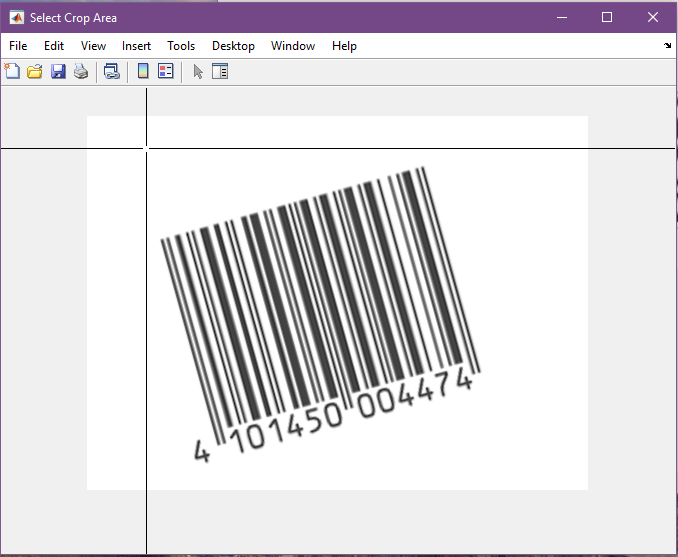 Select Crop Area
File Edit View Insert Tools Desktop Window Help
4 101450 004474